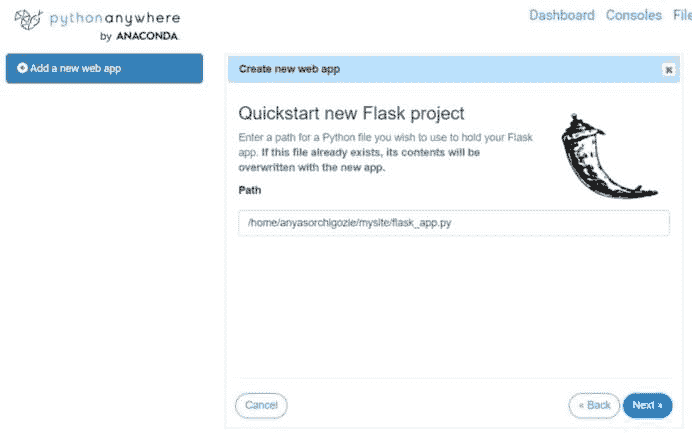 pythonanywhere
by ANACONDA.
Dashboard Consoles File
Add a new web app
Create new web app
Quickstart new Flask project
Enter a path for a Python file you wish to use to hold your Flask
app. If this file already exists, its contents will be
overwritten with the new app.
Path
/home/anyasorchigozie/mysite/flask_app.py
Cancel
« Back
Next »